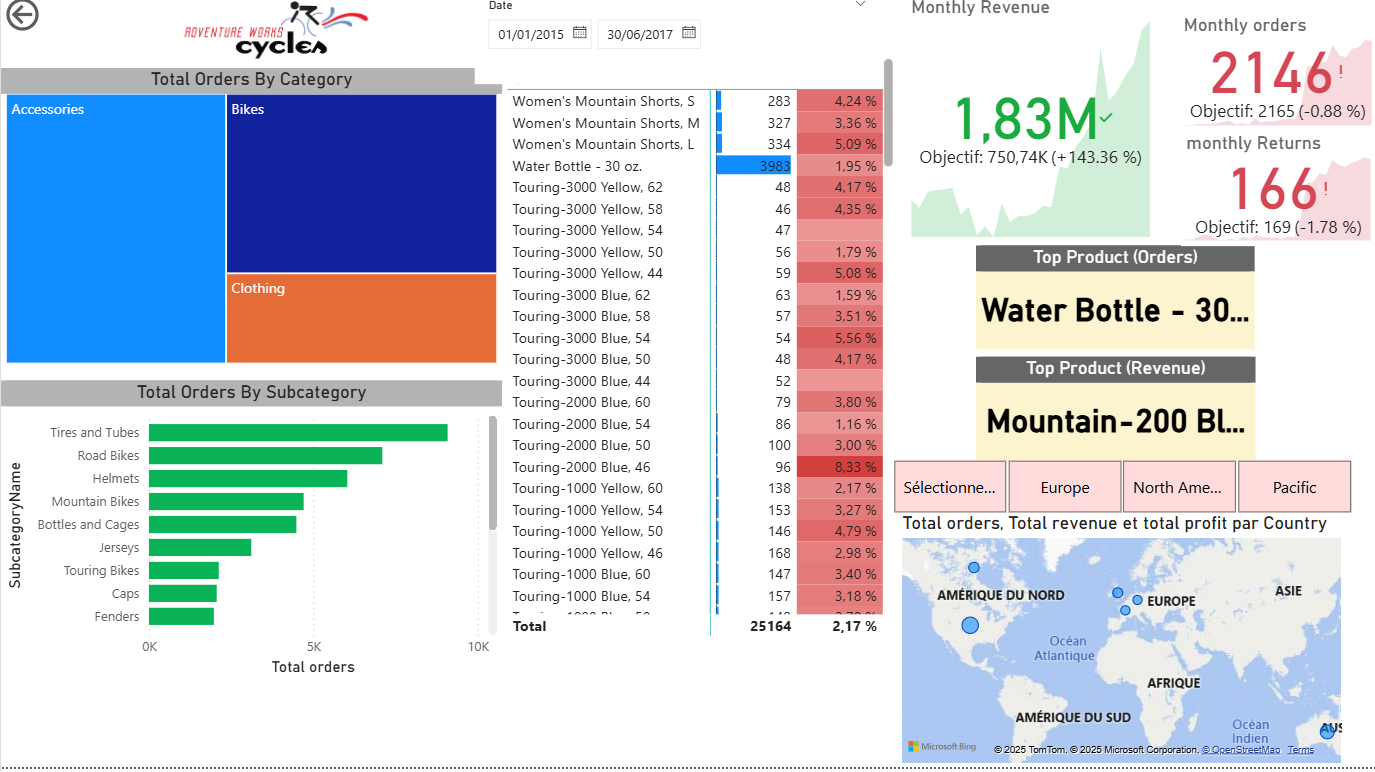 ADVENTURE WORKS
cycles
Date
01/01/2015 30/06/2017
Total Orders By Category
Accessories
Bikes
Clothing
Total Orders By Subcategory
SubcategoryName
Tires and Tubes
Road Bikes
Helmets
Mountain Bikes
Bottles and Cages
Jerseys
Touring Bikes
Caps
Fenders
0K 5K 10K
Total orders
Women's Mountain Shorts, S 283 4,24 %
Women's Mountain Shorts, M 327 3,36 %
Women's Mountain Shorts, L 334 5,09 %
Water Bottle - 30 oz. 3983 1,95 %
Touring-3000 Yellow, 62 48 4,17 %
Touring-3000 Yellow, 58 46 4,35 %
Touring-3000 Yellow, 54 47
Touring-3000 Yellow, 50 56 1,79 %
Touring-3000 Yellow, 44 59 5,08 %
Touring-3000 Blue, 62 63 1,59 %
Touring-3000 Blue, 58 57 3,51 %
Touring-3000 Blue, 54 54 5,56 %
Touring-3000 Blue, 50 48 4,17 %
Touring-3000 Blue, 44 52
Touring-2000 Blue, 60 79 3,80 %
Touring-2000 Blue, 54 86 1,16 %
Touring-2000 Blue, 50 100 3,00 %
Touring-2000 Blue, 46 96 8,33 %
Touring-1000 Yellow, 60 138 2,17 %
Touring-1000 Yellow, 54 153 3,27 %
Touring-1000 Yellow, 50 146 4,79 %
Touring-1000 Yellow, 46 168 2,98 %
Touring-1000 Blue, 60 147 3,40 %
Touring-1000 Blue, 54 157 3,18 %
Total 25164 2,17 %
Monthly Revenue
1,83M
Objectif: 750,74K (+143.36 %)
Monthly orders
2146!
Objectif: 2165 (-0.88 %)
monthly Returns
166!
Objectif: 169 (-1.78 %)
Top Product (Orders)
Water Bottle - 30...
Top Product (Revenue)
Mountain-200 Bl...
Sélectionne... Europe North Ame... Pacific
Total orders, Total revenue et total profit par Country
AMÉRIQUE DU NORD
EUROPE
ASIE
Océan
Atlantique
AFRIQUE
AMÉRIQUE DU SUD
Océan
Indien
AUS
Microsoft Bing
© 2025 TomTom, © 2025 Microsoft Corporation, © OpenStreetMap Terms